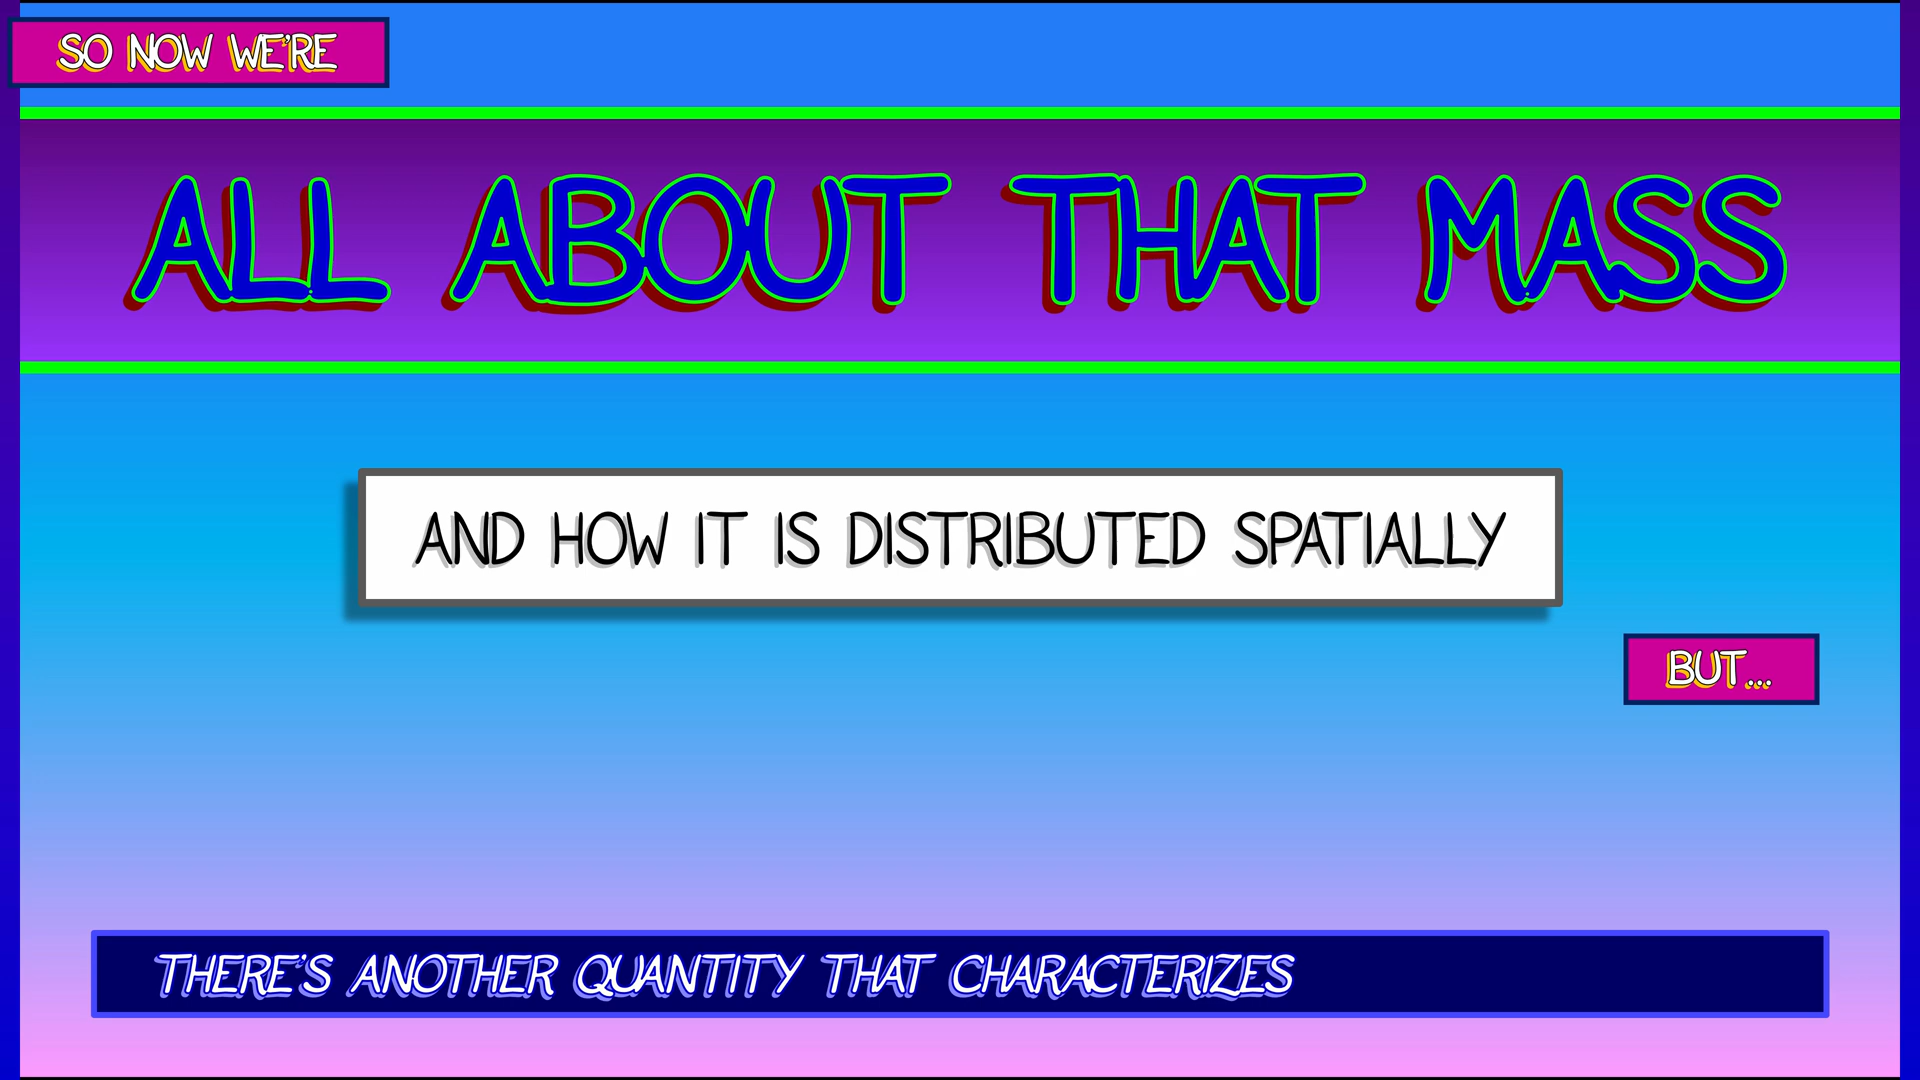 SO NOW WE'RE
ALL ABOUT THAT MASS
AND HOW IT IS DISTRIBUTED SPATIALLY
BUT...
THERE'S ANOTHER QUANTITY THAT CHARACTERIZES